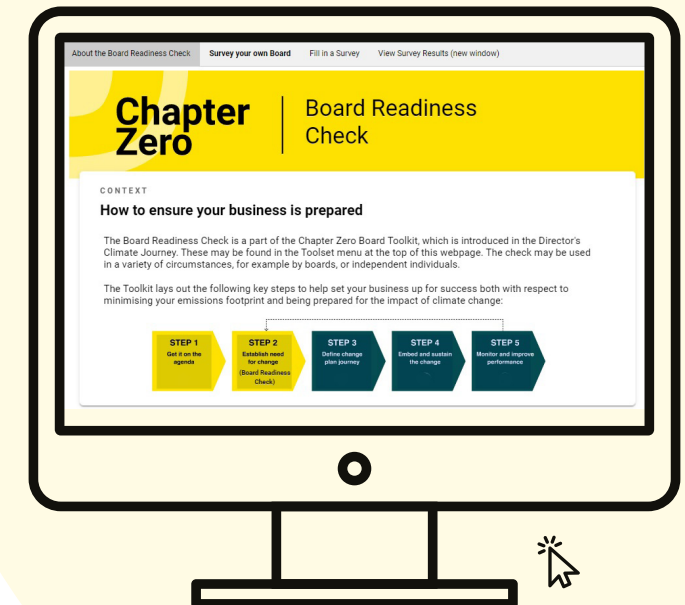 About the Board Readiness Check Survey your own Board Fill in a Survey View Survey Results (new window)
Chapter
Zero
Board Readiness
Check
CONTEXT
How to ensure your business is prepared
The Board Readiness Check is a part of the Chapter Zero Board Toolkit, which is introduced in the Director's
Climate Journey. These may be found in the Toolset menu at the top of this webpage. The check may be used
in a variety of circumstances, for example by boards, or independent individuals.
The Toolkit lays out the following key steps to help set your business up for success both with respect to
minimising your emissions footprint and being prepared for the impact of climate change:
STEP 1
Get it on the
agenda
STEP 2
Establish need
for change
(Board Readiness
Check)
STEP 3
Define change
plan journey
STEP 4
Embed and sustain
the change
STEP 5
Monitor and improve
performance